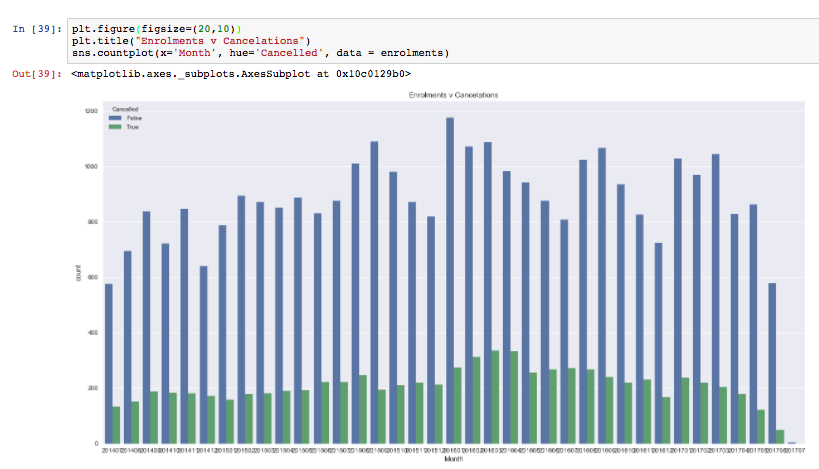 In [39]: plt.figure(figsize=(20,10))
plt.title("Enrolments v Cancelations")
sns.countplot(x='Month', hue='Cancelled', data = enrolments)
Out[39]: <matplotlib.axes._subplots.AxesSubplot at 0x10c0129b0>
Enrolments v Cancelations
Cancelled
False
True
1200
1000
800
600
400
200
0
count
Month